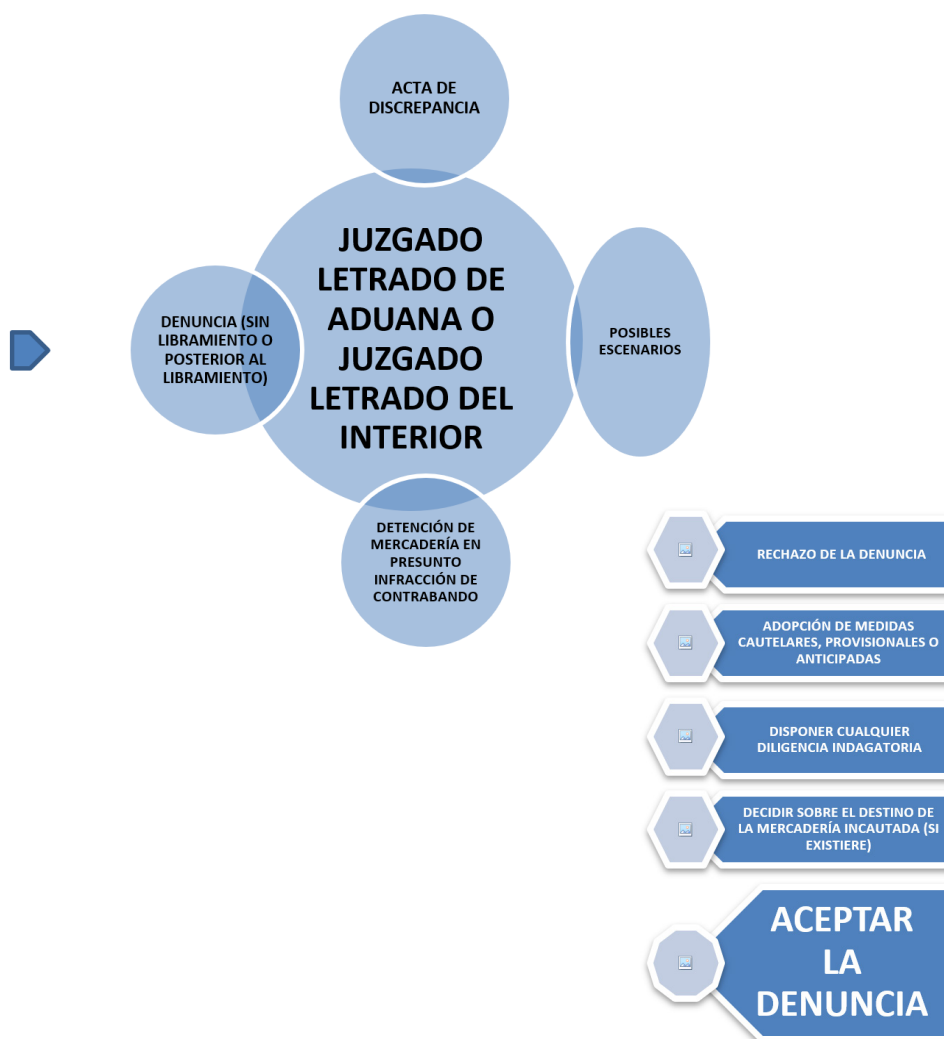 ACTA DE
DISCREPANCIA
JUZGADO
LETRADO DE
ADUANA O
JUZGADO
LETRADO DEL
INTERIOR
DENUNCIA (SIN
LIBRAMIENTO O
POSTERIOR AL
LIBRAMIENTO)
POSIBLES
ESCENARIOS
DETENCIÓN DE
MERCADERÍA EN
PRESUNTO
INFRACCIÓN DE
CONTRABANDO
RECHAZO DE LA DENUNCIA
ADOPCIÓN DE MEDIDAS
CAUTELARES, PROVISIONALES O
ANTICIPADAS
DISPONER CUALQUIER
DILIGENCIA INDAGATORIA
DECIDIR SOBRE EL DESTINO DE
LA MERCADERÍA INCAUTADA (SI
EXISTIERE)
ACEPTAR
LA
DENUNCIA